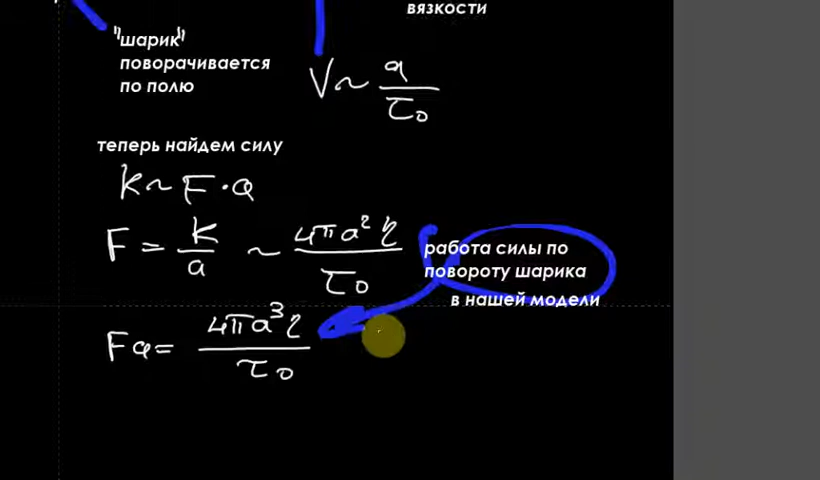 вязкости
"шарик"
поворачивается
по полю
V ~ a/τ₀
теперь найдем силу
K ~ F·a
F = K/a ~ 4πa²η/τ₀
работа силы по
повороту шарика
в нашей модели
Fa = 4πa³η/τ₀